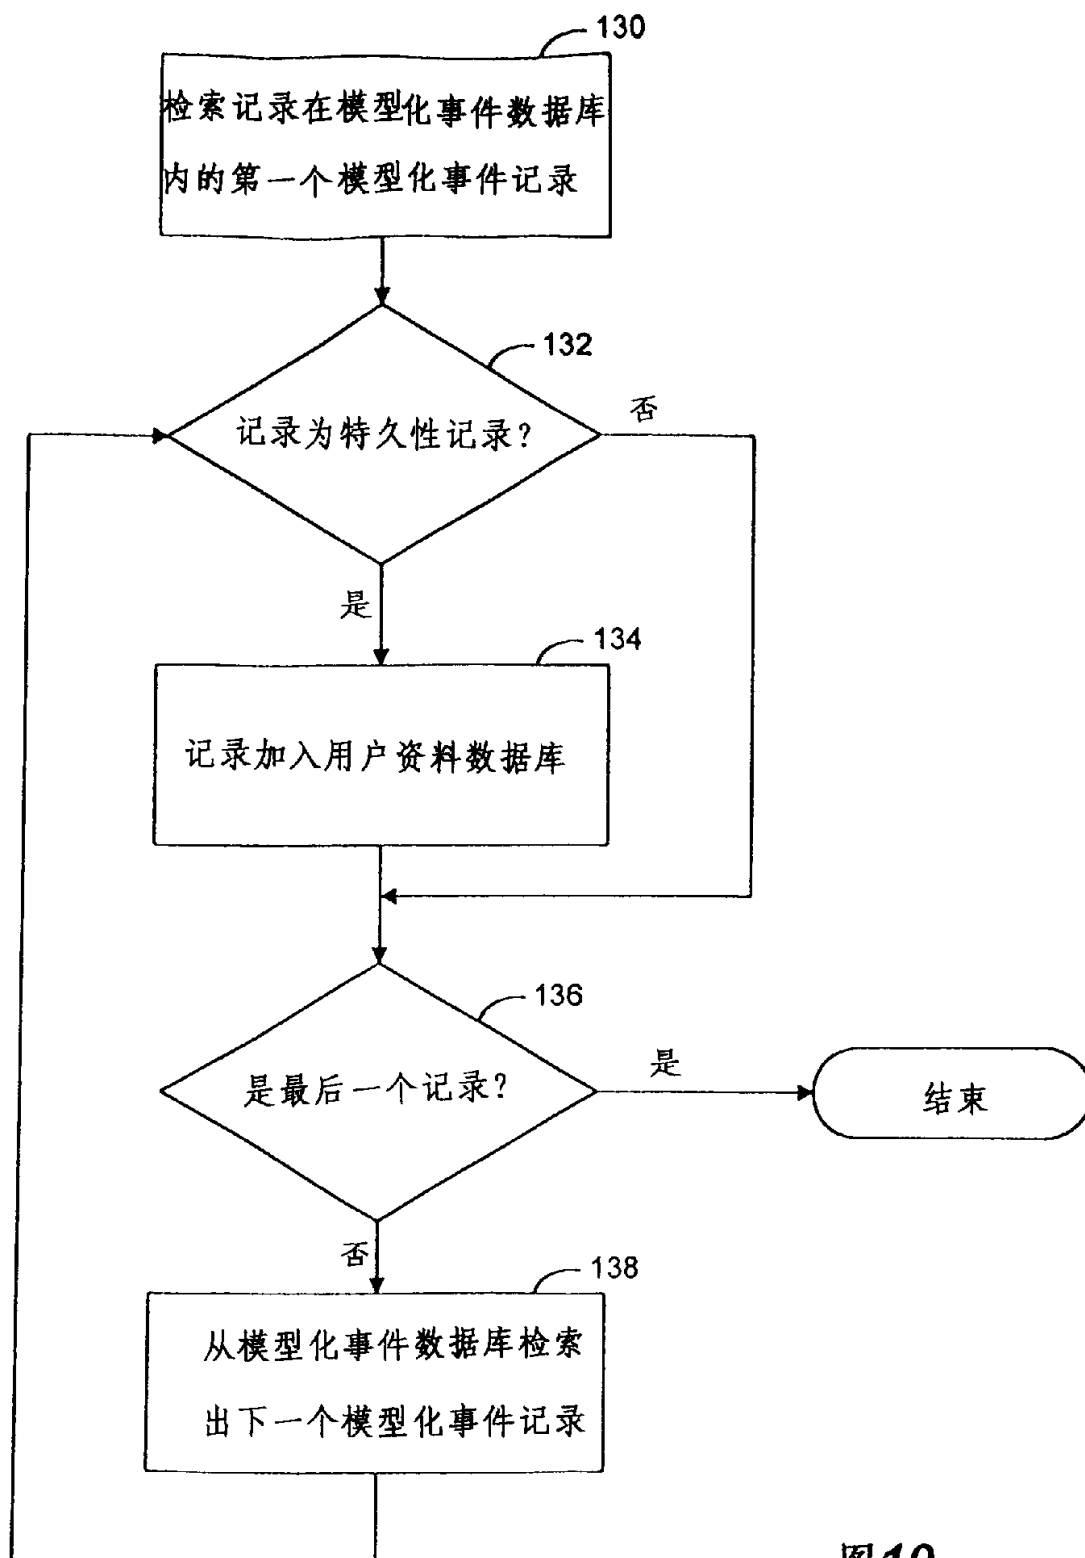 130
检索记录在模型化事件数据库
内的第一个模型化事件记录
132
记录为特久性记录?
否
是
134
记录加入用户资料数据库
136
是最后一个记录?
是
结束
否
138
从模型化事件数据库检索
出下一个模型化事件记录